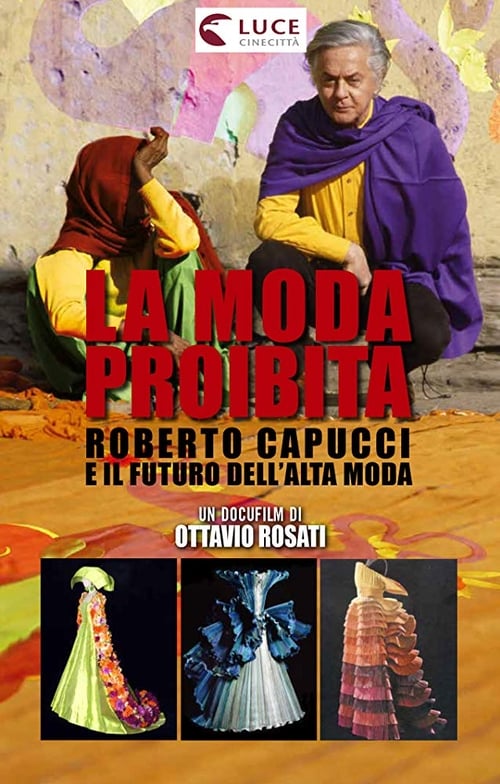 LUCE
CINECITTÀ
LA MODA
PROIBITA
ROBERTO CAPUCCI
E IL FUTURO DELL'ALTA MODA
UN DOCUFILM DI
OTTAVIO ROSATI